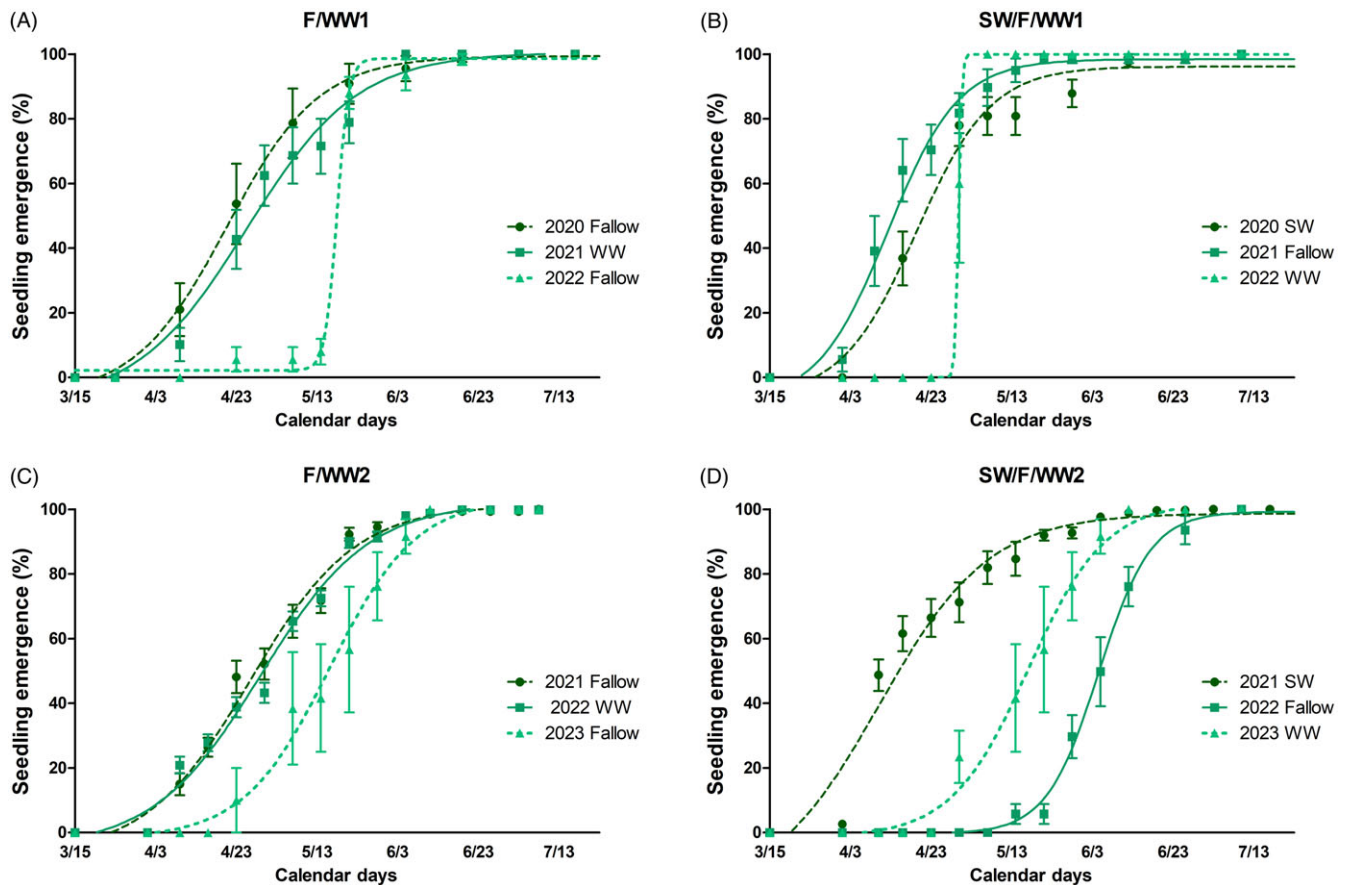 (A)
F/WW1
Seedling emergence (%)
100
80
60
40
20
0
3/15 4/3 4/23 5/13 6/3 6/23 7/13
Calendar days
2020 Fallow
2021 WW
2022 Fallow
(B)
SW/F/WW1
Seedling emergence (%)
100
80
60
40
20
0
3/15 4/3 4/23 5/13 6/3 6/23 7/13
Calendar days
2020 SW
2021 Fallow
2022 WW
(C)
F/WW2
Seedling emergence (%)
100
80
60
40
20
0
3/15 4/3 4/23 5/13 6/3 6/23 7/13
Calendar days
2021 Fallow
2022 WW
2023 Fallow
(D)
SW/F/WW2
Seedling emergence (%)
100
80
60
40
20
0
3/15 4/3 4/23 5/13 6/3 6/23 7/13
Calendar days
2021 SW
2022 Fallow
2023 WW